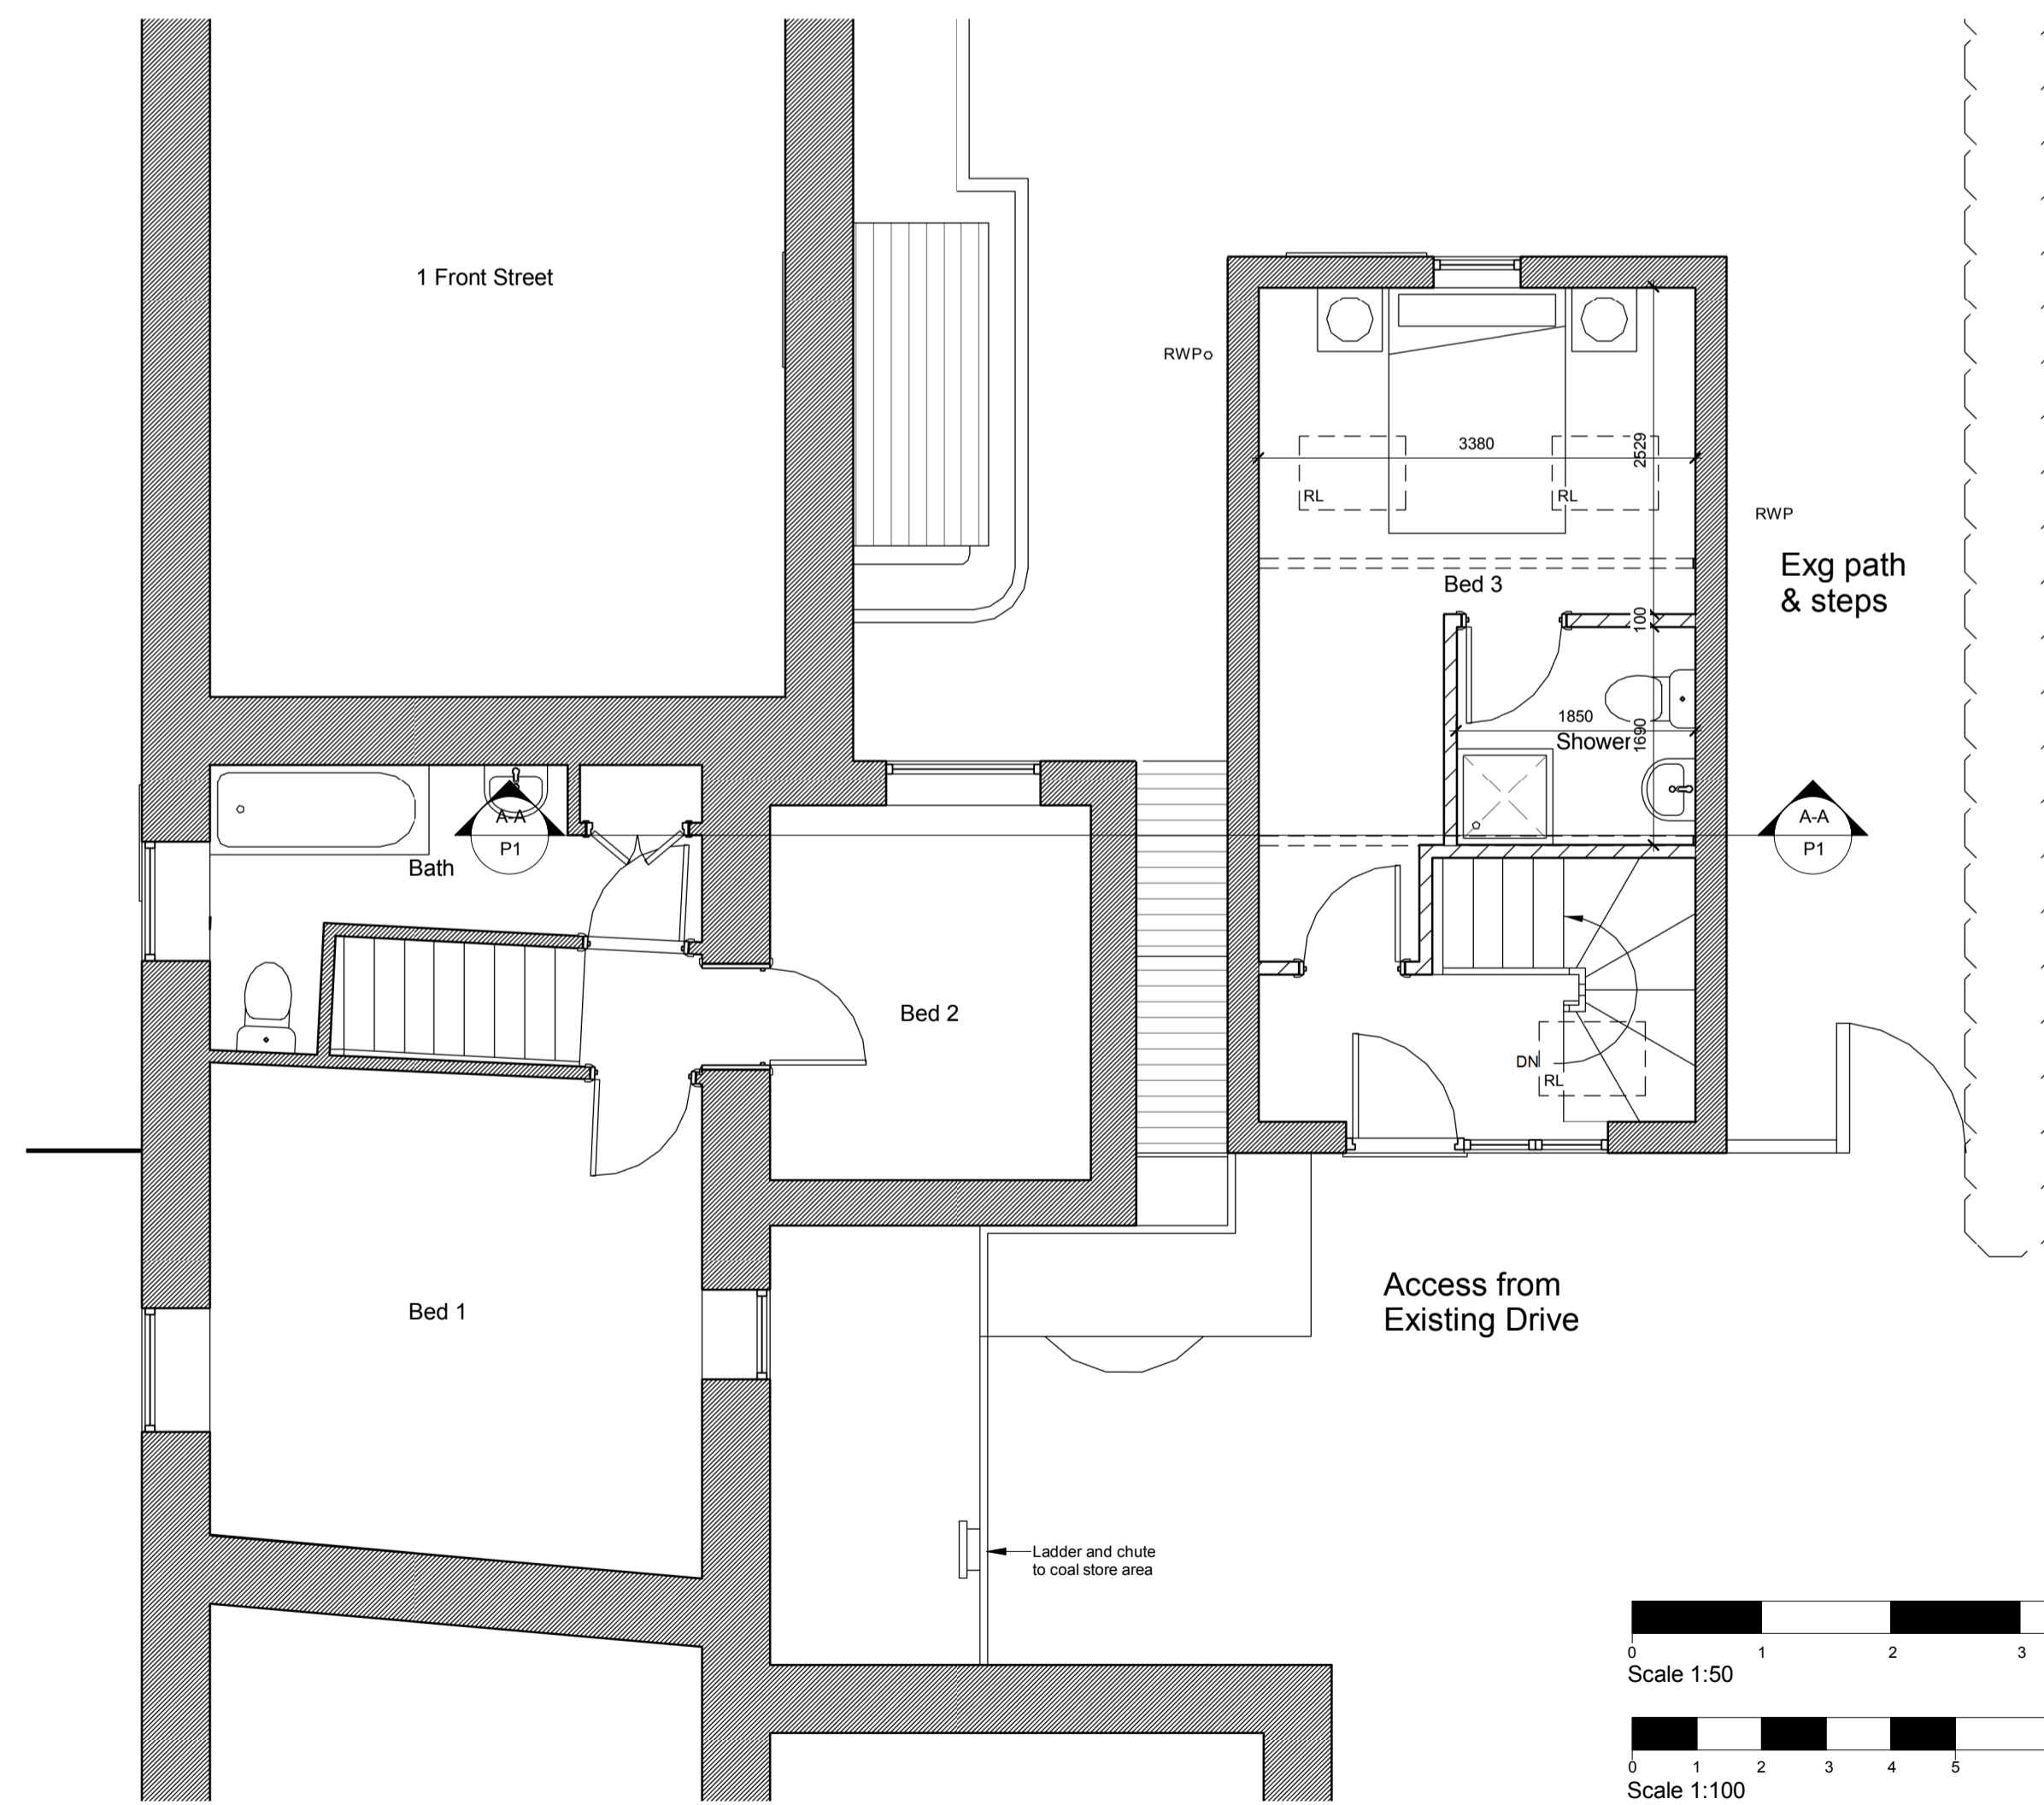 1 Front Street
RWP
3380
2529
RL
RL
RWP
Exg path
& steps
Bed 3
100
1850
Shower
1690
A-A
P1
A-A
P1
Bath
Bed 2
DN
RL
Access from
Existing Drive
Bed 1
Ladder and chute
to coal store area
0 1 2 3
Scale 1:50
0 1 2 3 4 5
Scale 1:100